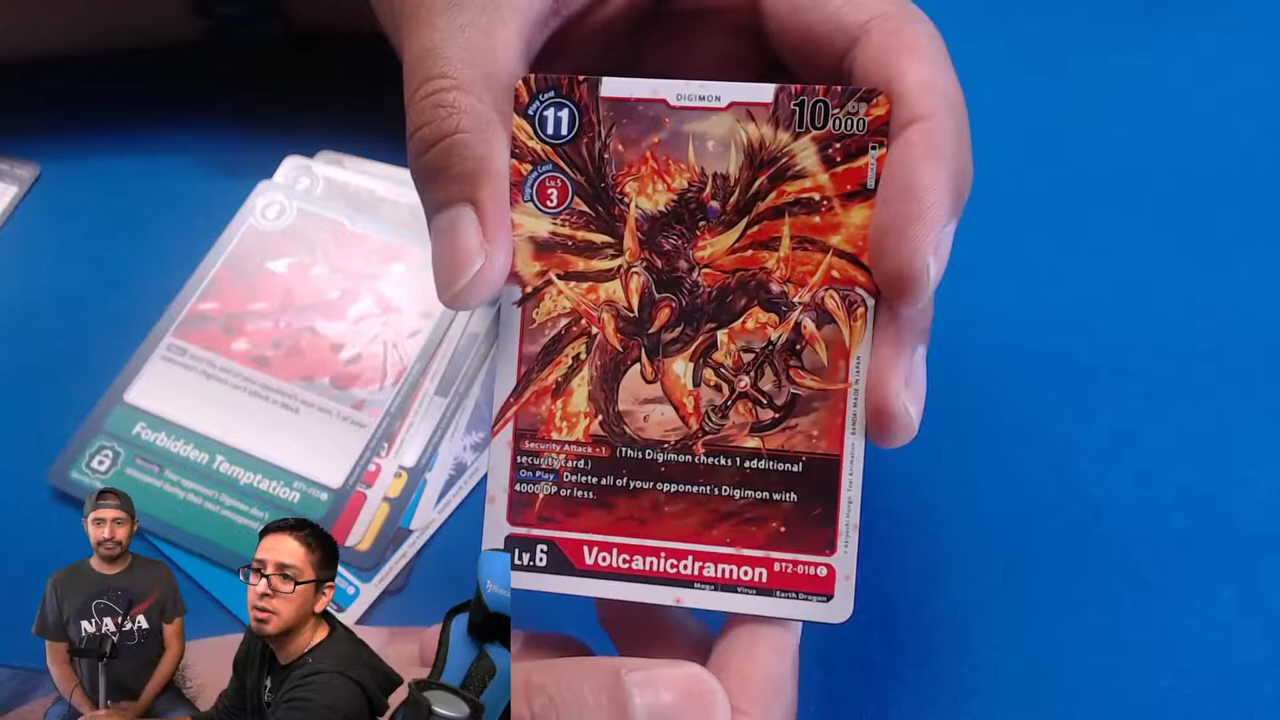 DIGIMON
Play Cost
11
DP
10000
Digivolve Cost
Lv.5
3
Security Attack +1 (This Digimon checks 1 additional
security card.)
On Play Delete all of your opponent's Digimon with
4000 DP or less.
Lv.6
Volcanicdramon
BT2-018 C
Mega
Virus
Earth Dragon
BANDAI MADE IN JAPAN
Forbidden Temptation
Security
NASA